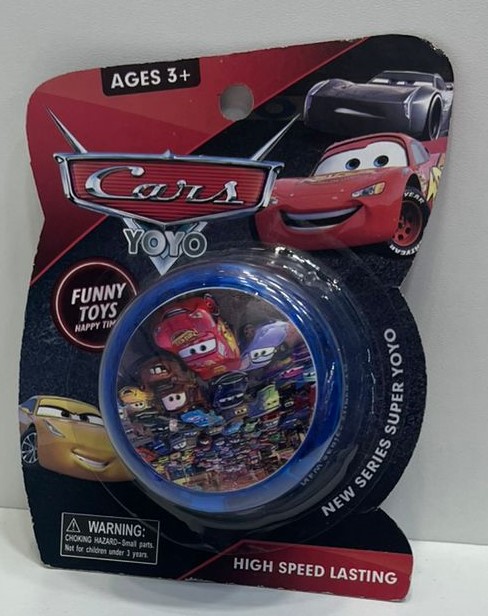 AGES 3+
Cars
YOYO
FUNNY
TOYS
HAPPY TIM
NEW SERIES SUPER YOYO
WARNING:
CHOKING HAZARD-Small parts.
Not for children under 3 years.
HIGH SPEED LASTING